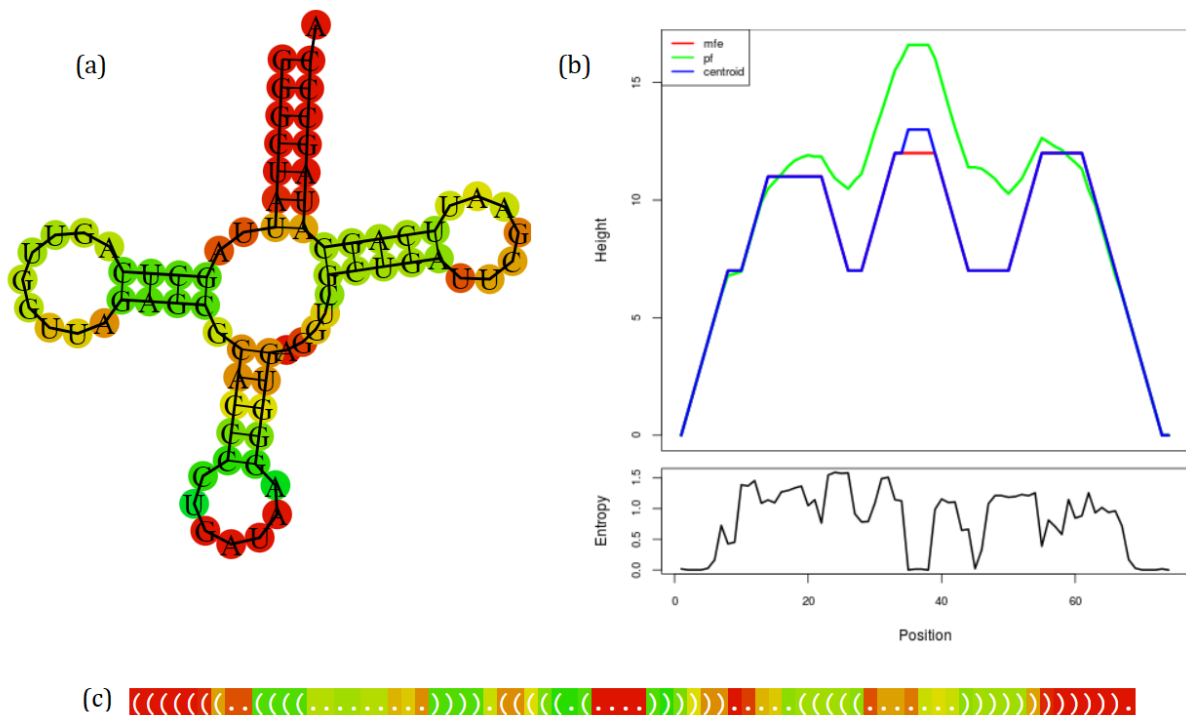 (a)
GGGCUAUUAGCUCAGUUGGUUAGAGCGCACCCCUGAUAAGGGUGAGGUCGCUGAUUCGAAUUCAGCAUAGCCCA
(b)
mfe
pf
centroid
Height
15
10
5
0
Entropy
1.5
1.0
0.5
0.0
0 20 40 60
Position
(c) (((((((..((((.........)))).(((((.(....)))))).....(((((.......)))))))))))).